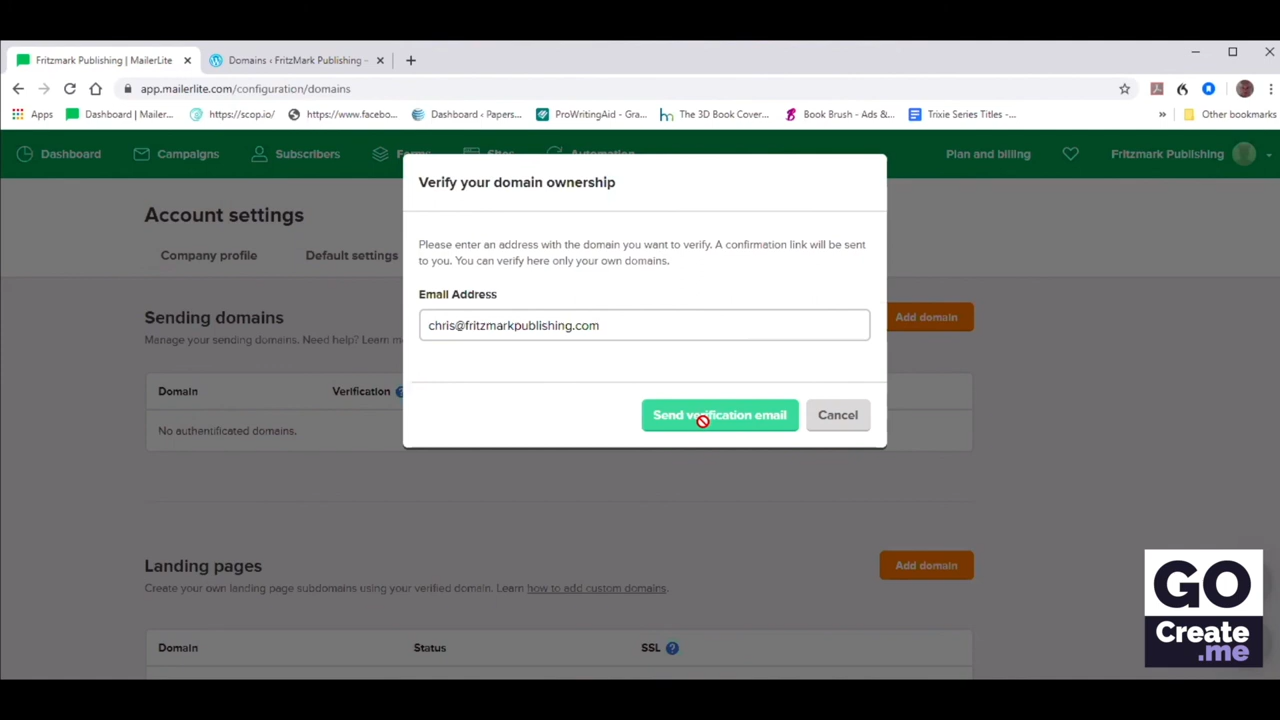 Fritzmark Publishing | MailerLite
Domains ‹ FritzMark Publishing -
app.mailerlite.com/configuration/domains
Apps
Dashboard | Mailer...
https://scop.io/
https://www.facebo...
Dashboard ‹ Papers...
ProWritingAid - Gra...
The 3D Book Cover...
Book Brush - Ads &...
Trixie Series Titles -...
»
Other bookmarks
Dashboard
Campaigns
Subscribers
Forms
Sites
Automation
Plan and billing
Fritzmark Publishing
Verify your domain ownership
Account settings
Company profile
Default settings
Please enter an address with the domain you want to verify. A confirmation link will be sent
to you. You can verify here only your own domains.
Email Address
chris@fritzmarkpublishing.com
Sending domains
Add domain
Manage your sending domains. Need help? Learn
Domain
Verification ?
No authentificated domains.
Send verification email
Cancel
Landing pages
Add domain
Create your own landing page subdomains using your verified domain. Learn how to add custom domains.
Domain
Status
SSL ?
GO
Create
.me